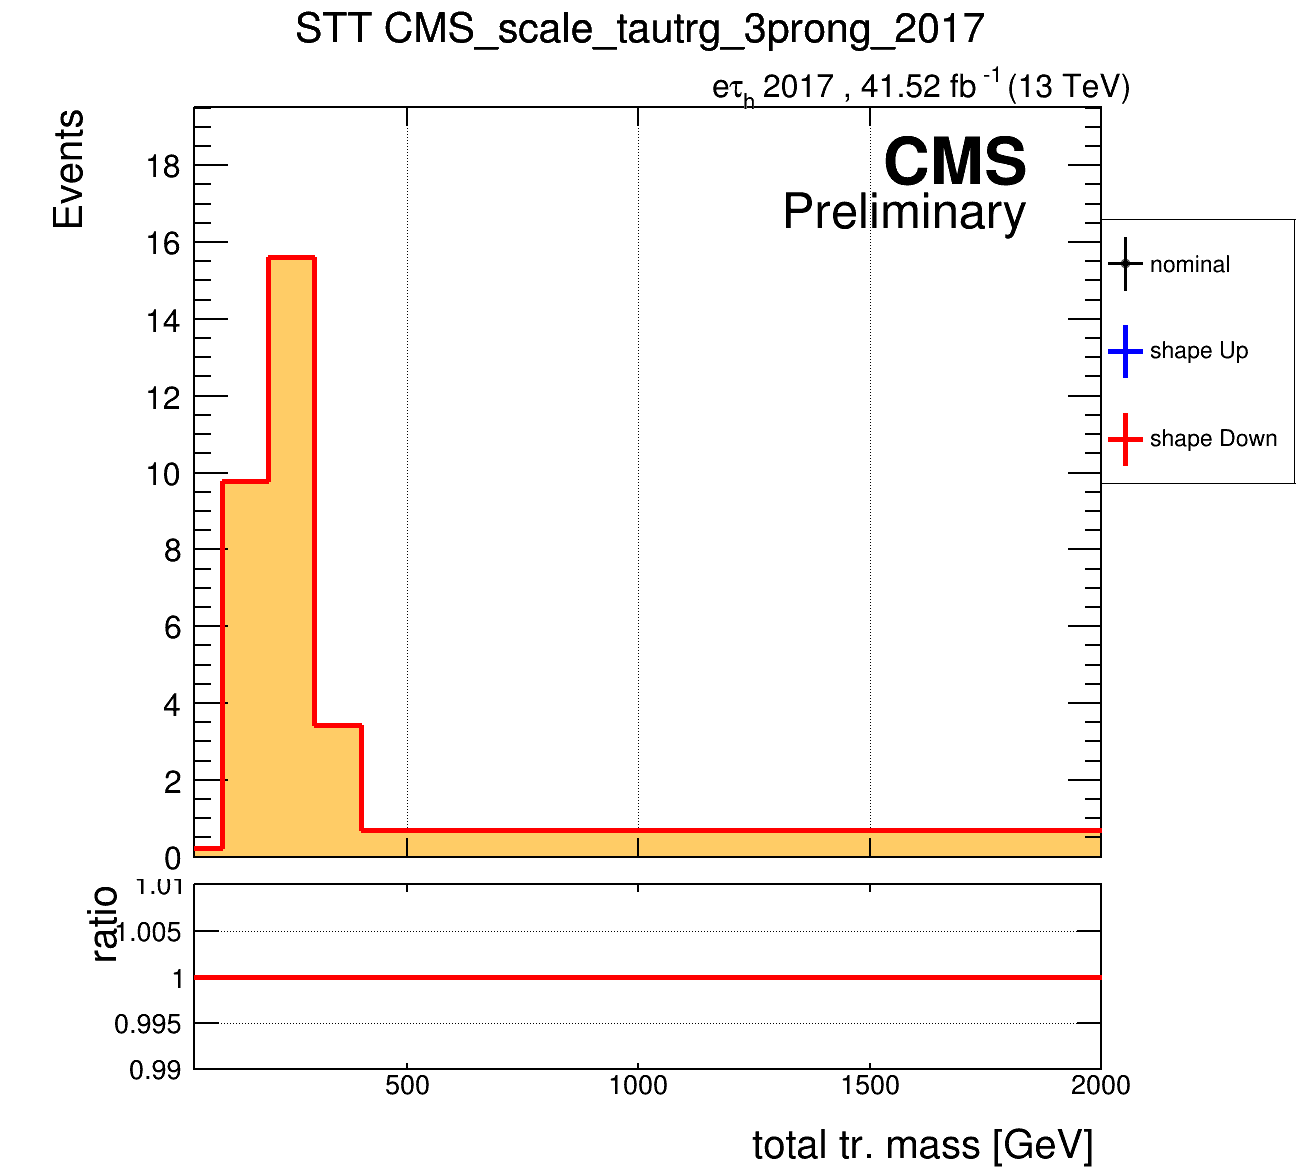 STT CMS_scale_tautrg_3prong_2017
eτh 2017 , 41.52 fb -1 (13 TeV)
Events
CMS
Preliminary
18
16
14
12
10
8
6
4
2
0
nominal
shape Up
shape Down
ratio
1.01
1.005
1
0.995
0.99
500
1000
1500
2000
total tr. mass [GeV]